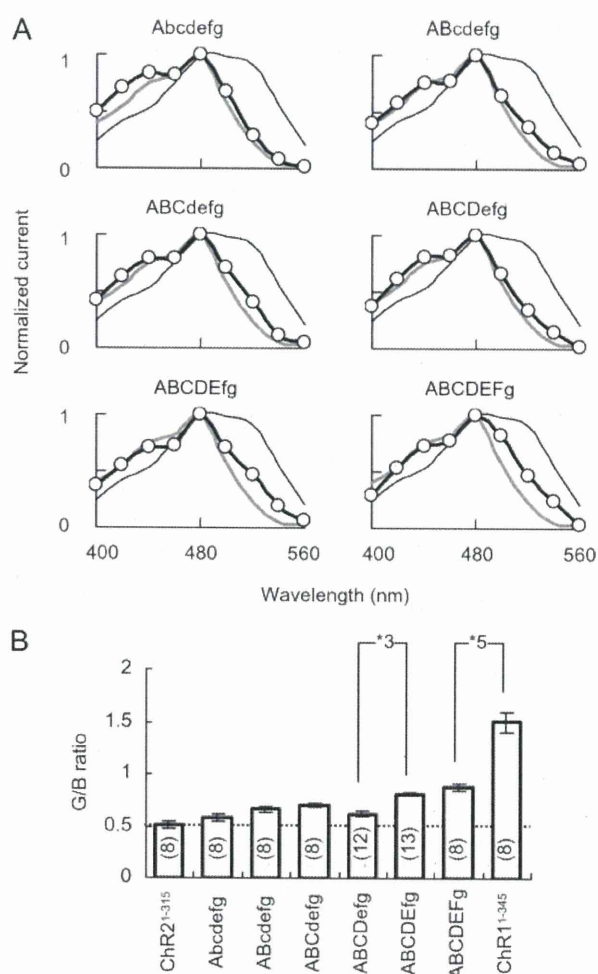 A
Abcdefg
ABcdefg
1
0
ABCdefg
ABCDefg
Normalized current
1
0
ABCDEfg
ABCDEFg
1
0
400
480
560
400
480
560
Wavelength (nm)
B
*3
*5
2
1.5
1
0.5
0
G/B ratio
(8)
(8)
(8)
(8)
(12)
(13)
(8)
(8)
ChR2¹⁻³¹⁵
Abcdefg
ABcdefg
ABCdefg
ABCDefg
ABCDEfg
ABCDEFg
ChR1¹⁻³⁴⁵